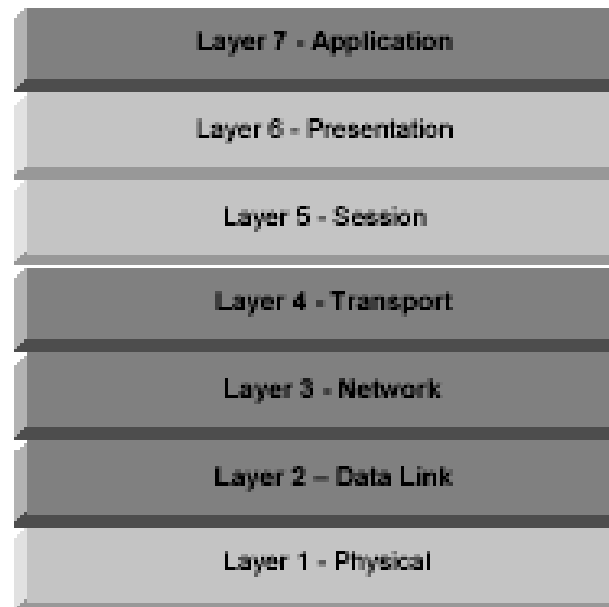 Layer 7 - Application
Layer 6 - Presentation
Layer 5 - Session
Layer 4 - Transport
Layer 3 - Network
Layer 2 – Data Link
Layer 1 - Physical